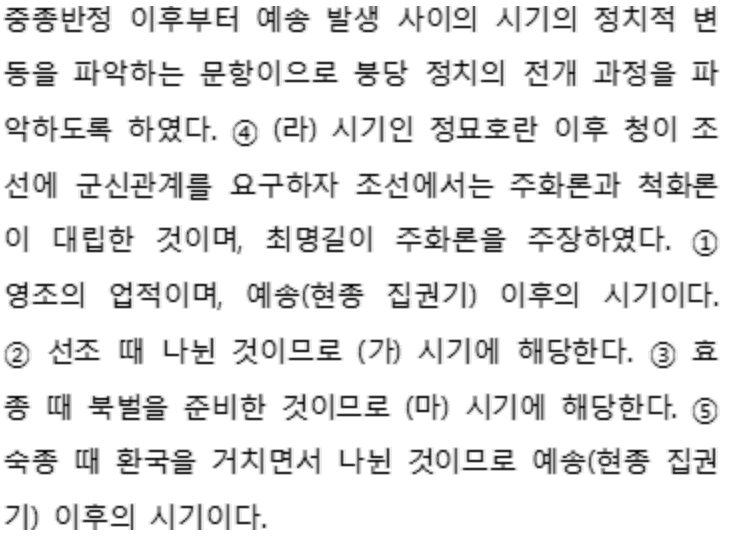 중종반정 이후부터 예송 발생 사이의 시기의 정치적 변
동을 파악하는 문항이으로 붕당 정치의 전개 과정을 파
악하도록 하였다. ④ (라) 시기인 정묘호란 이후 청이 조
선에 군신관계를 요구하자 조선에서는 주화론과 척화론
이 대립한 것이며, 최명길이 주화론을 주장하였다. ①
영조의 업적이며, 예송(현종 집권기) 이후의 시기이다.
② 선조 때 나뉜 것이므로 (가) 시기에 해당한다. ③ 효
종 때 북벌을 준비한 것이므로 (마) 시기에 해당한다. ⑤
숙종 때 환국을 거치면서 나뉜 것이므로 예송(현종 집권
기) 이후의 시기이다.